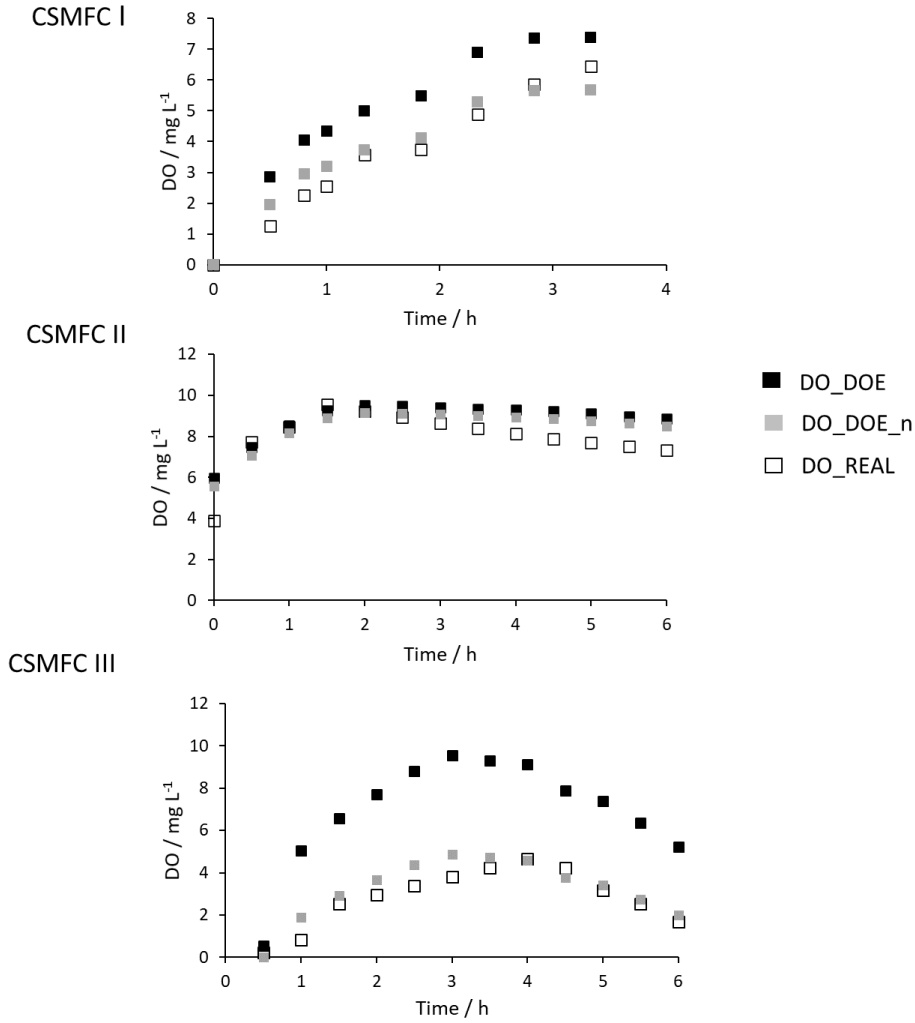 CSMFC I
8
7
6
5
4
3
2
1
0
DO / mg L-1
0 1 2 3 4
Time / h
CSMFC II
12
10
8
6
4
2
0
DO / mg L-1
0 1 2 3 4 5 6
Time / h
DO_DOE
DO_DOE_n
DO_REAL
CSMFC III
12
10
8
6
4
2
0
DO / mg L-1
0 1 2 3 4 5 6
Time / h